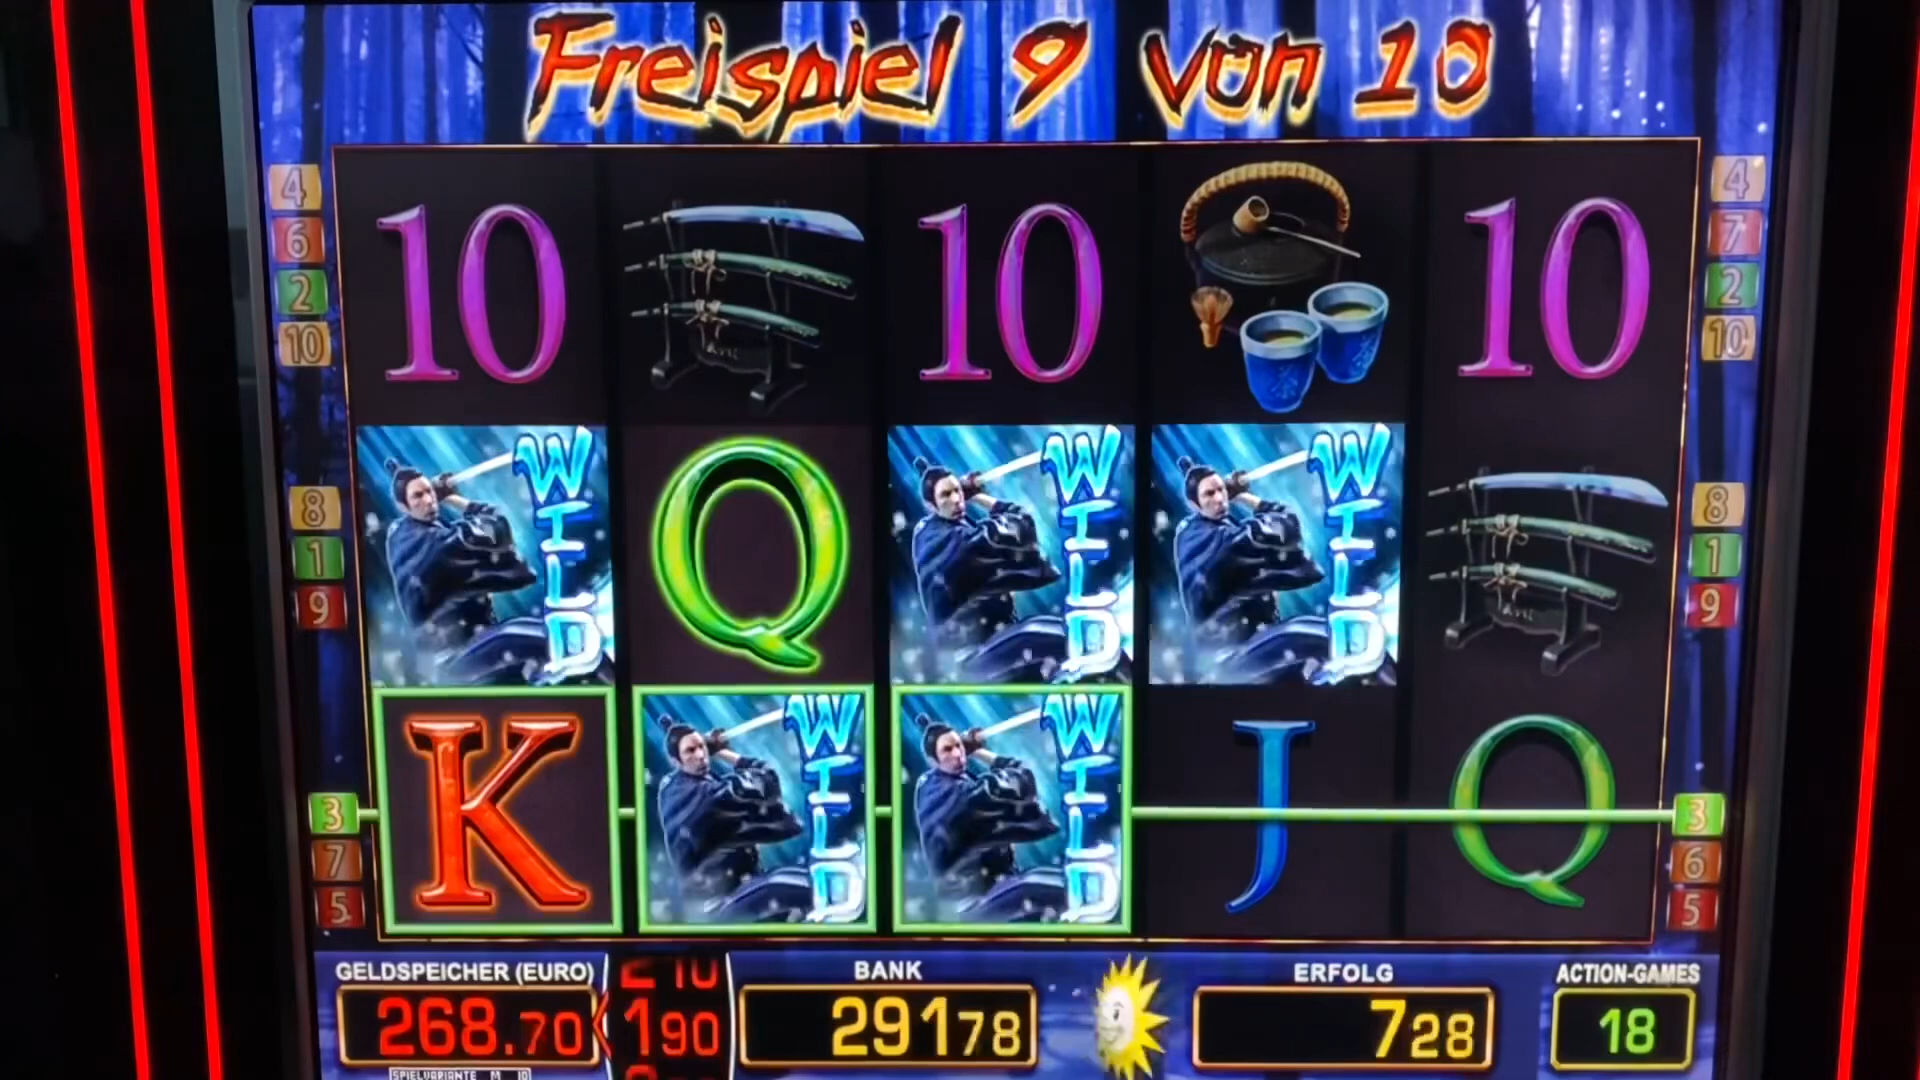 Freispiel 9 von 10
4
6
2
10
8
1
9
3
7
5
10 10 10
WILD Q WILD WILD
K WILD WILD J Q
4
7
2
10
8
1
9
3
6
5
GELDSPEICHER (EURO) BANK ERFOLG ACTION-GAMES
268.70 190 29178 728 18
SPIELVARIANTE M 10